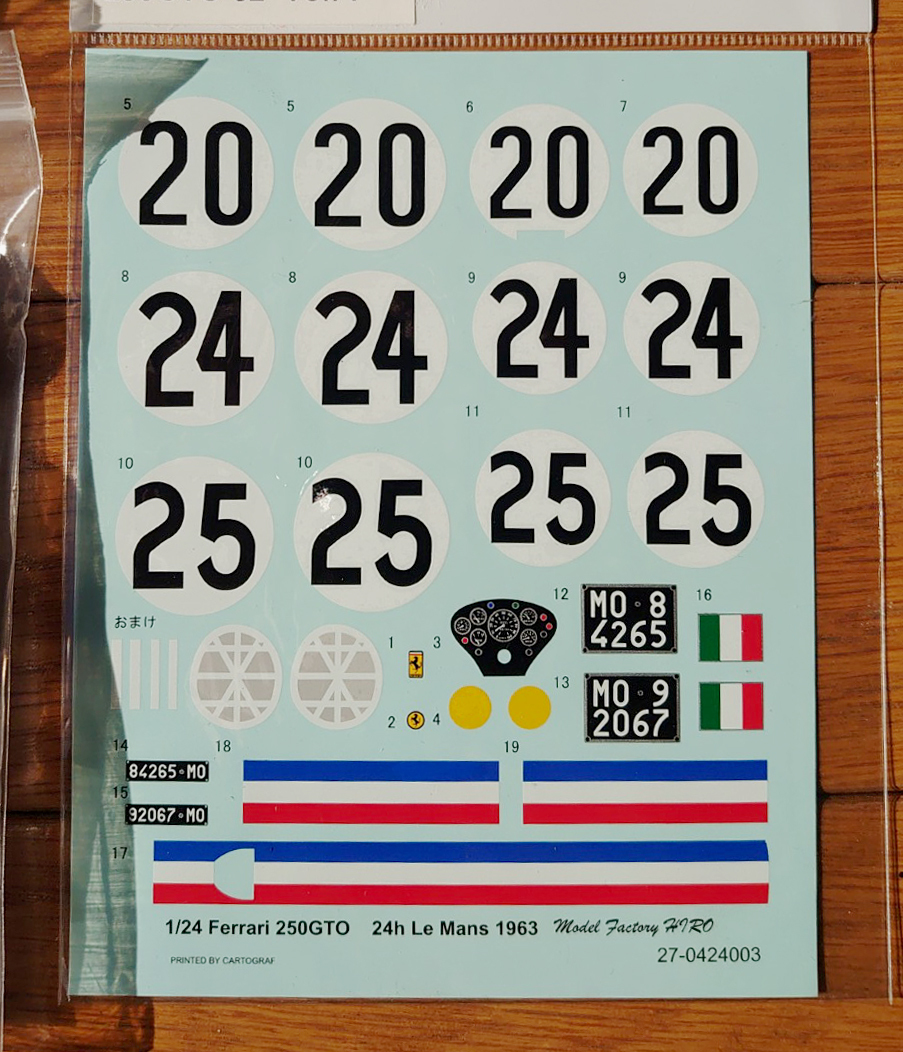 5 5 6 7
20 20 20 20
8 8 9 9
24 24 24 24
11 11
10 10
25 25 25 25
おまけ
1 3 12 16
MO 8
4265
2 4 13
MO 9
2067
14 18 19
84265 MO
15
92067 MO
17
1/24 Ferrari 250GTO 24h Le Mans 1963 Model Factory HIRO
PRINTED BY CARTOGRAF 27-0424003